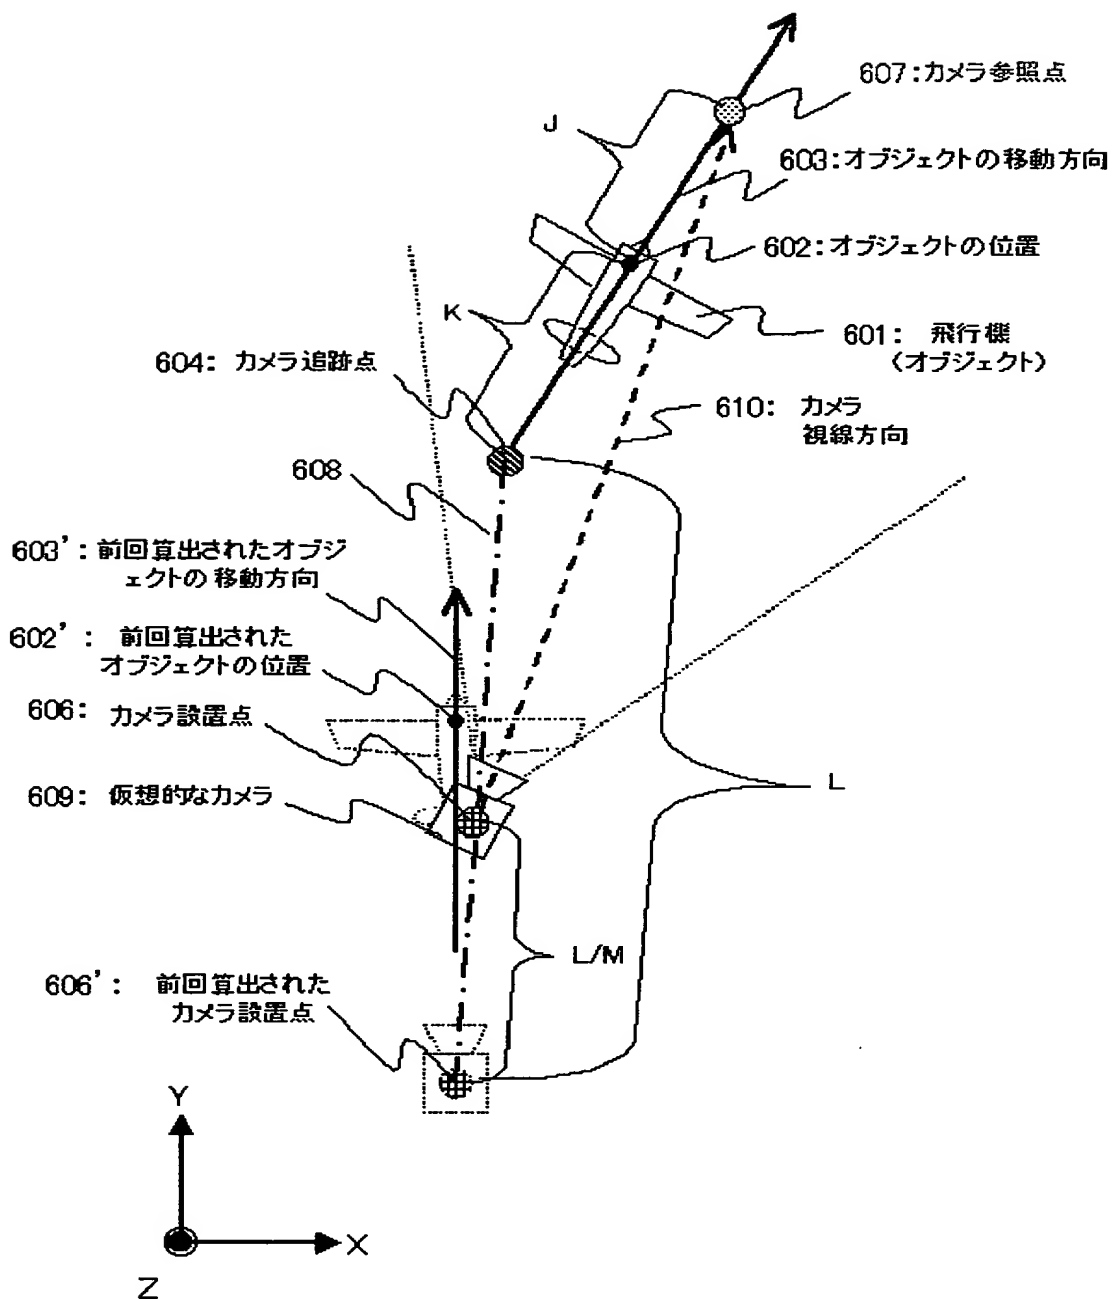 607:カメラ参照点
J
603:オブジェクトの移動方向
602:オブジェクトの位置
K
601: 飛行機
(オブジェクト)
604: カメラ追跡点
610: カメラ
視線方向
608
603':前回算出されたオブジ
ェクトの移動方向
602': 前回算出された
オブジェクトの位置
606: カメラ設置点
L
609: 仮想的なカメラ
L/M
606': 前回算出された
カメラ設置点
Y
X
Z